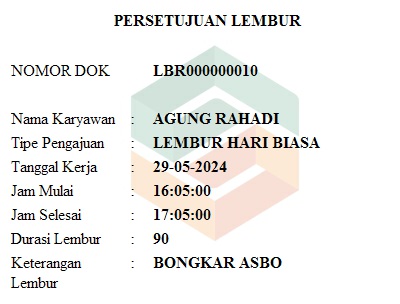 PERSETUJUAN LEMBUR
NOMOR DOK LBR000000010
Nama Karyawan : AGUNG RAHADI
Tipe Pengajuan : LEMBUR HARI BIASA
Tanggal Kerja : 29-05-2024
Jam Mulai : 16:05:00
Jam Selesai : 17:05:00
Durasi Lembur : 90
Keterangan : BONGKAR ASBO
Lembur